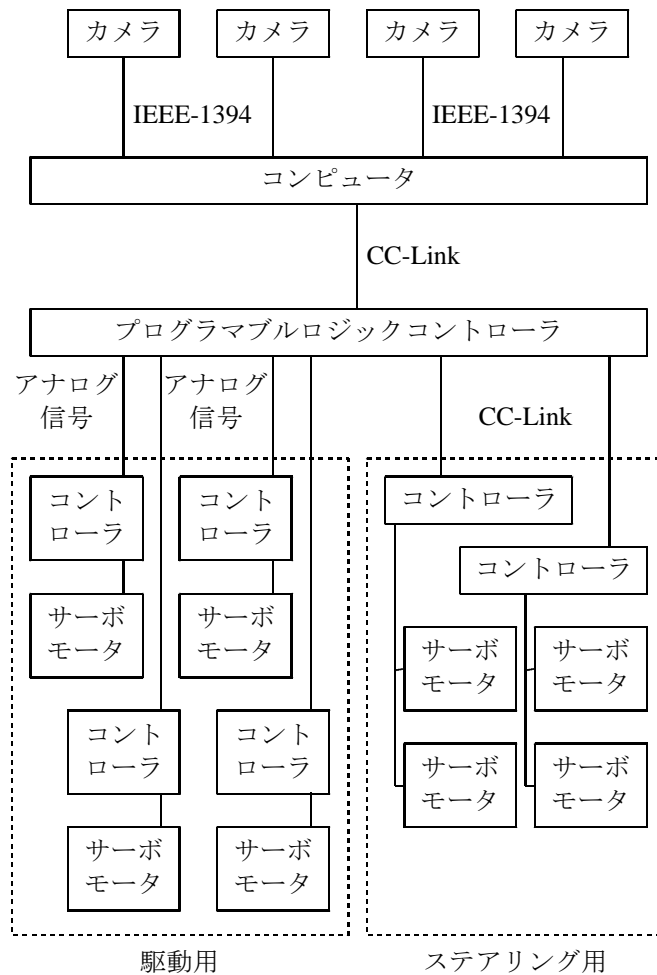 カメラ
カメラ
カメラ
カメラ
IEEE-1394
IEEE-1394
コンピュータ
CC-Link
プログラマブルロジックコントローラ
アナログ
信号
アナログ
信号
CC-Link
コント
ローラ
コント
ローラ
サーボ
モータ
サーボ
モータ
コント
ローラ
コント
ローラ
サーボ
モータ
サーボ
モータ
駆動用
コントローラ
コントローラ
サーボ
モータ
サーボ
モータ
サーボ
モータ
サーボ
モータ
ステアリング用